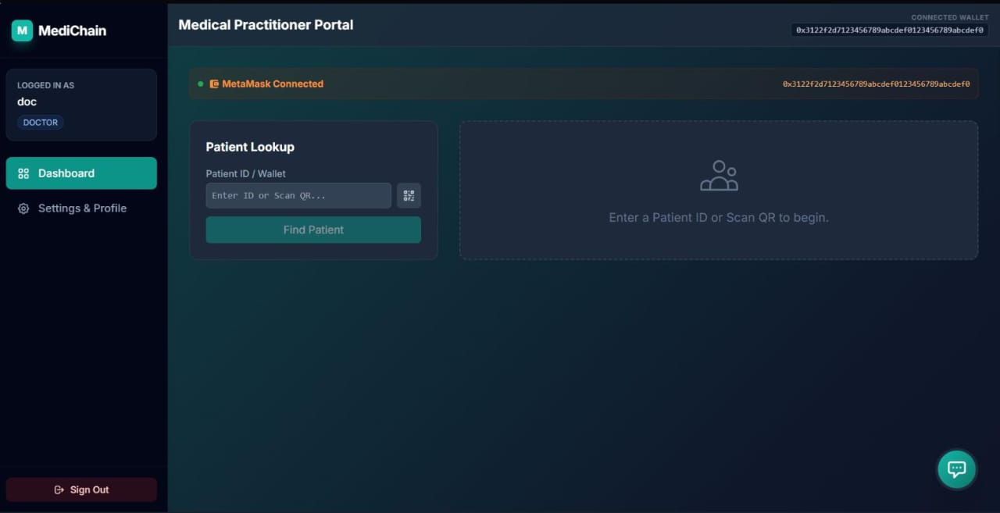 M MediChain
LOGGED IN AS
doc
DOCTOR
Dashboard
Settings & Profile
Sign Out
Medical Practitioner Portal
CONNECTED WALLET
0x3122f2d7123456789abcdef0123456789abcdef0
MetaMask Connected
0x3122f2d7123456789abcdef0123456789abcdef0
Patient Lookup
Patient ID / Wallet
Enter ID or Scan QR...
Find Patient
Enter a Patient ID or Scan QR to begin.